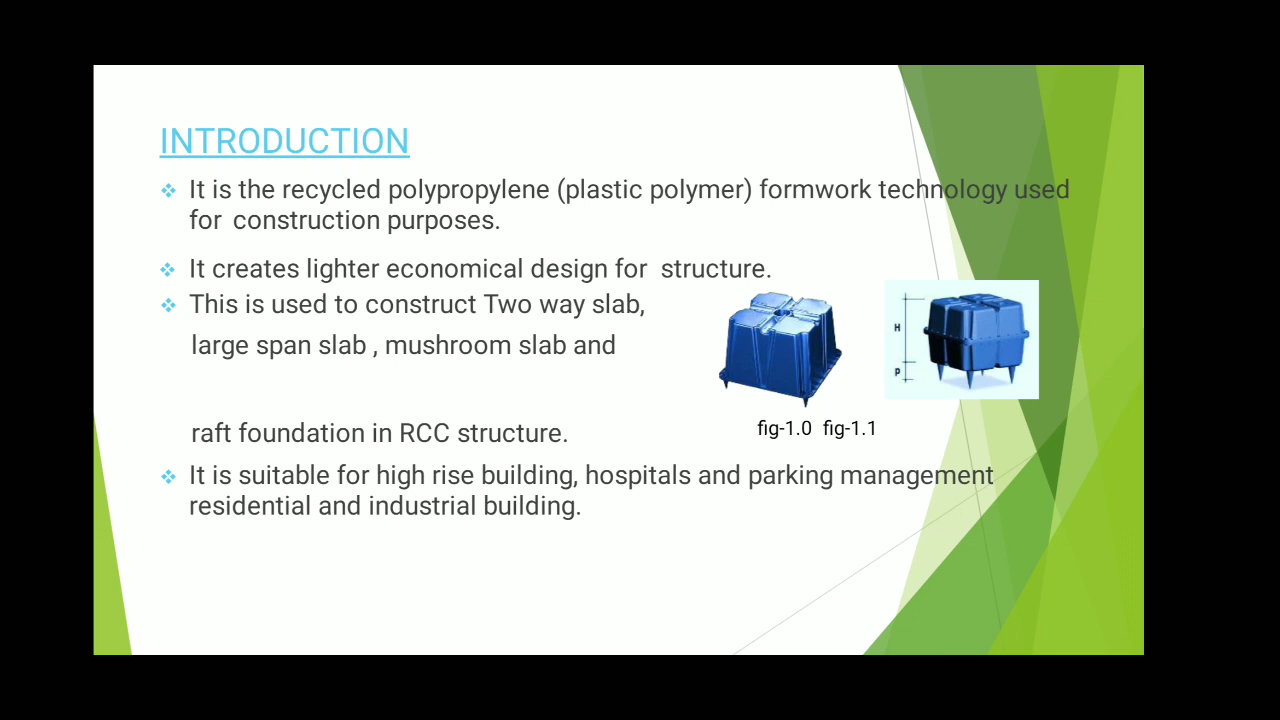 INTRODUCTION
❖ It is the recycled polypropylene (plastic polymer) formwork technology used
for construction purposes.
❖ It creates lighter economical design for structure.
❖ This is used to construct Two way slab,
large span slab , mushroom slab and
H
P
fig-1.0 fig-1.1
raft foundation in RCC structure.
❖ It is suitable for high rise building, hospitals and parking management
residential and industrial building.